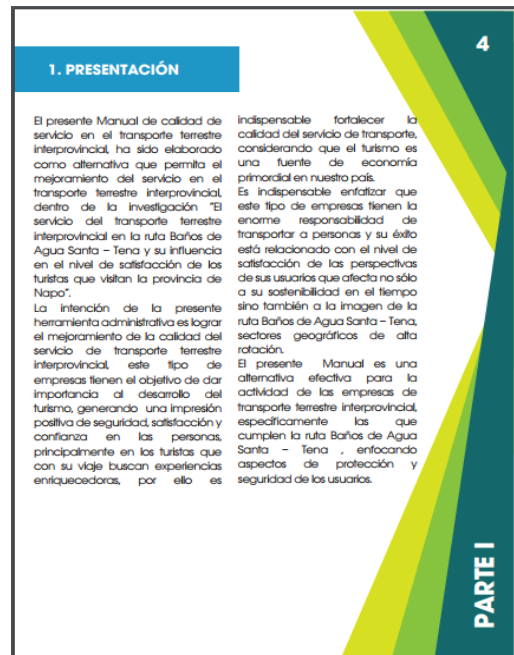 4
1. PRESENTACIÓN
El presente Manual de calidad de
servicio en el transporte terrestre
interprovincial, ha sido elaborado
como alternativa que permita el
mejoramiento del servicio en el
transporte terrestre interprovincial,
dentro de la investigación "El
servicio del transporte terrestre
interprovincial en la ruta Baños de
Agua Santa – Tena y su influencia
en el nivel de satisfacción de los
turistas que visitan la provincia de
Napo".
La intención de la presente
herramienta administrativa es lograr
el mejoramiento de la calidad del
servicio de transporte terrestre
interprovincial, este tipo de
empresas tienen el objetivo de dar
importancia al desarrollo del
turismo, generando una impresión
positiva de seguridad, satisfacción y
confianza en las personas,
principalmente en los turistas que
con su viaje buscan experiencias
enriquecedoras, por ello es
indispensable fortalecer la
calidad del servicio de transporte,
considerando que el turismo es
una fuente de economía
primordial en nuestro país.
Es indispensable enfatizar que
este tipo de empresas tienen la
enorme responsabilidad de
transportar a personas y su éxito
está relacionado con el nivel de
satisfacción de las perspectivas
de sus usuarios que afecta no sólo
a su sostenibilidad en el tiempo
sino también a la imagen de la
ruta Baños de Agua Santa – Tena,
sectores geográficos de alta
rotación.
El presente Manual es una
alternativa efectiva para la
actividad de las empresas de
transporte terrestre interprovincial,
específicamente las que
cumplen la ruta Baños de Agua
Santa – Tena , enfocando
aspectos de protección y
seguridad de los usuarios.
PARTE I